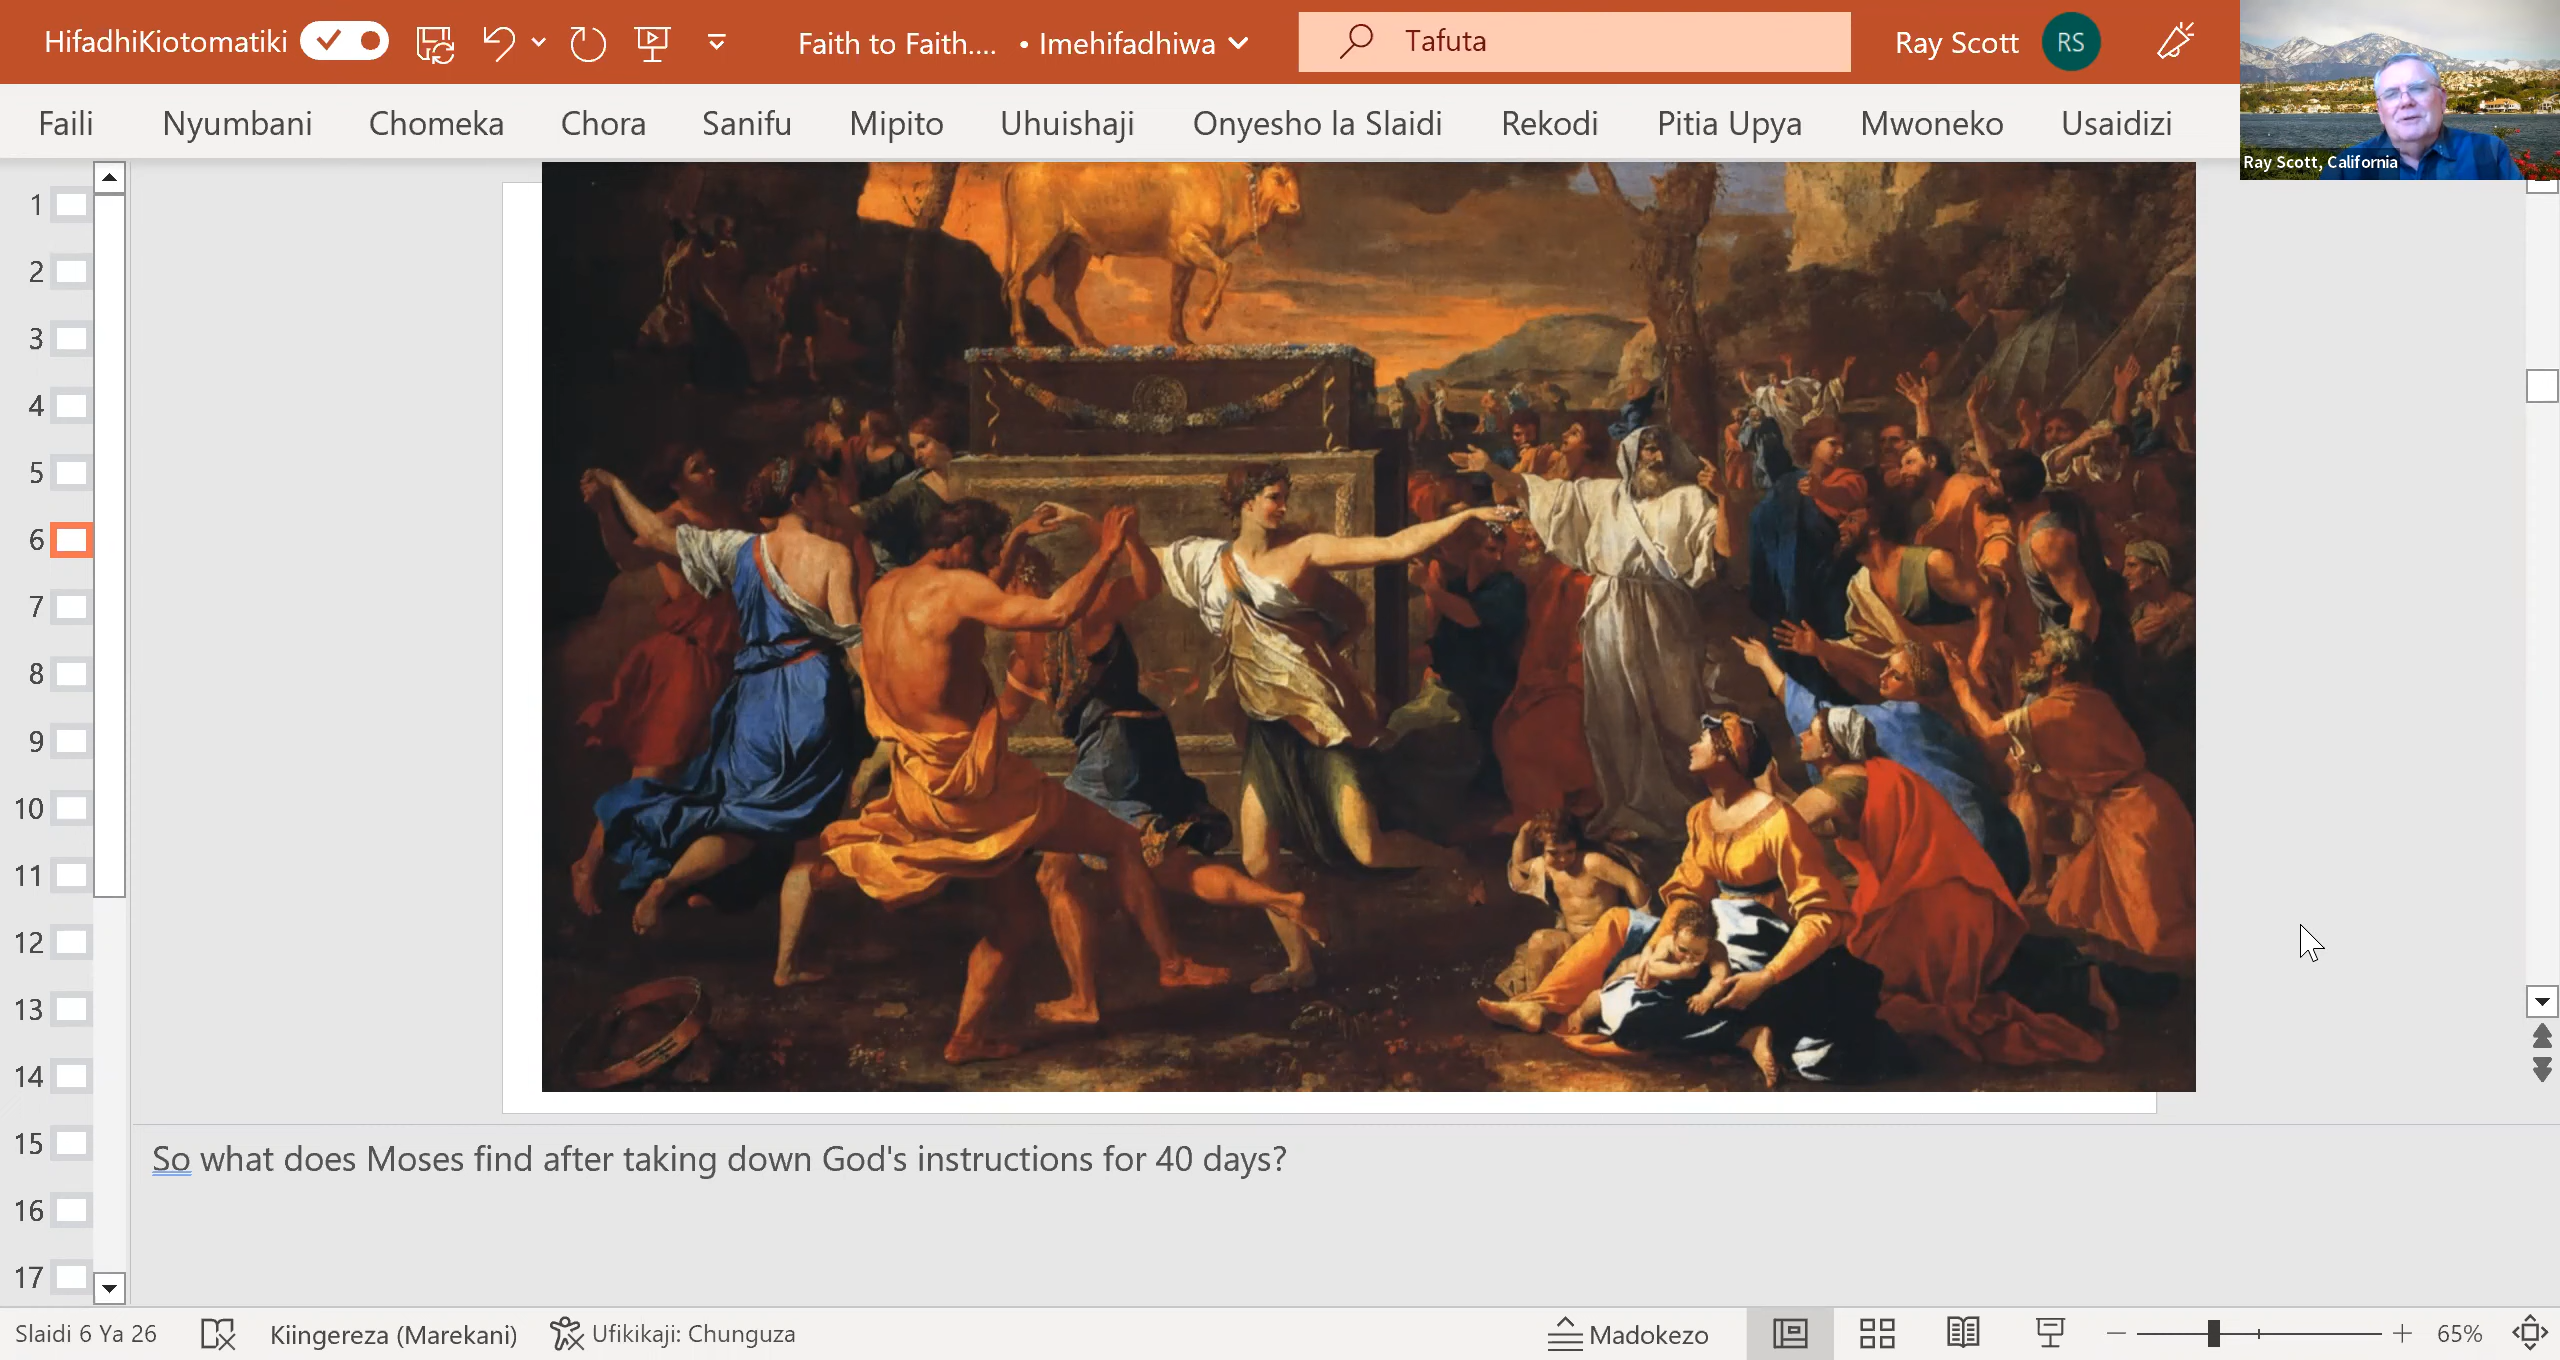 HifadhiKiotomatiki
Faith to Faith.... • Imehifadhiwa
Tafuta
Ray Scott
RS
Faili Nyumbani Chomeka Chora Sanifu Mipito Uhuishaji Onyesho la Slaidi Rekodi Pitia Upya Mwoneko Usaidizi
Ray Scott, California
1
2
3
4
5
6
7
8
9
10
11
12
13
14
15
16
17
So what does Moses find after taking down God's instructions for 40 days?
Slaidi 6 Ya 26 Kiingereza (Marekani) Ufikikaji: Chunguza Madokezo 65%